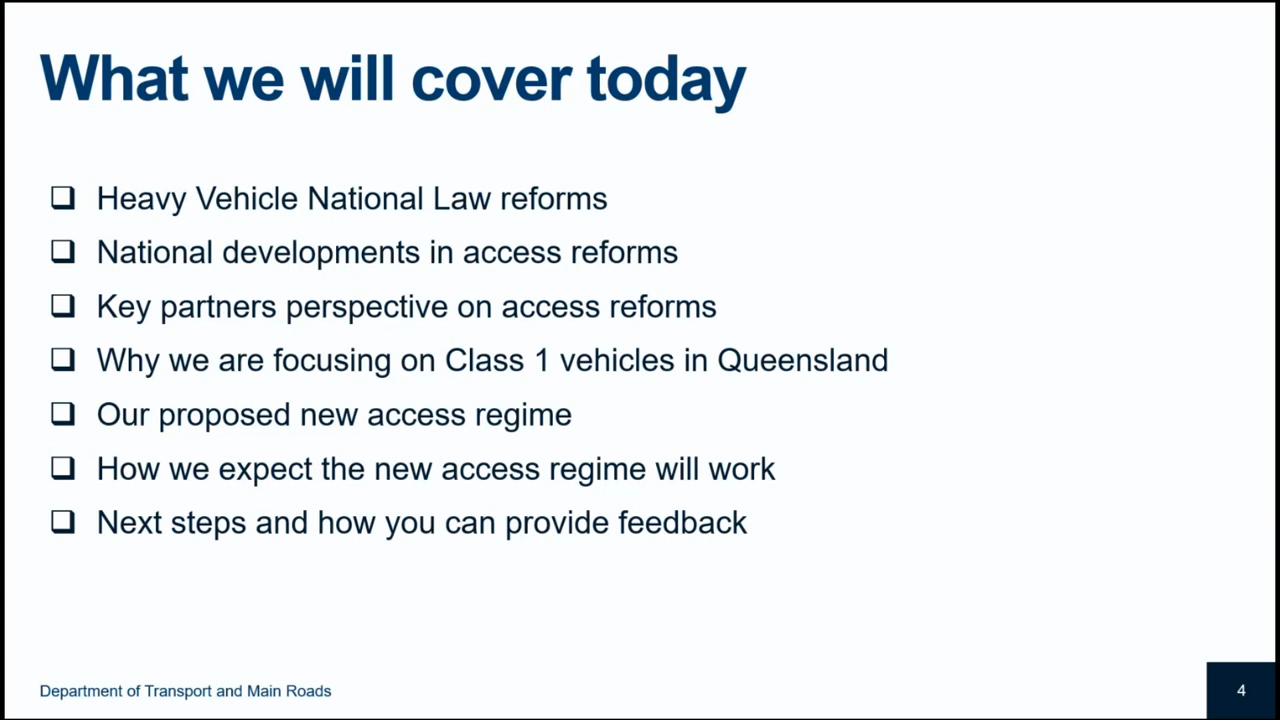 What we will cover today
❑ Heavy Vehicle National Law reforms
❑ National developments in access reforms
❑ Key partners perspective on access reforms
❑ Why we are focusing on Class 1 vehicles in Queensland
❑ Our proposed new access regime
❑ How we expect the new access regime will work
❑ Next steps and how you can provide feedback
Department of Transport and Main Roads
4